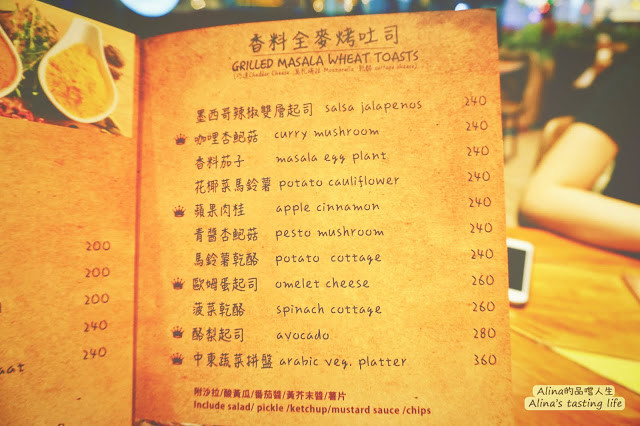 香料全麥烤吐司
GRILLED MASALA WHEAT TOASTS
墨西哥辣椒雙層起司 salsa jalapenos 240
咖哩杏鮑菇 curry mushroom 240
香料茄子 masala egg plant 240
花椰菜馬鈴薯 potato cauliflower 240
蘋果肉桂 apple cinnamon 240
青醬杏鮑菇 pesto mushroom 240
馬鈴薯乾酪 potato cottage 240
歐姆蛋起司 omelet cheese 260
菠菜乾酪 spinach cottage 260
酪梨起司 avocado 280
中東蔬菜拼盤 arabic veg. platter 360
附沙拉/酸黃瓜/番茄醬/黃芥末醬/薯片
Include salad/ pickle /ketchup/mustard sauce /chips
200
200
240
240
Alina的品嚐人生
Alina's tasting life